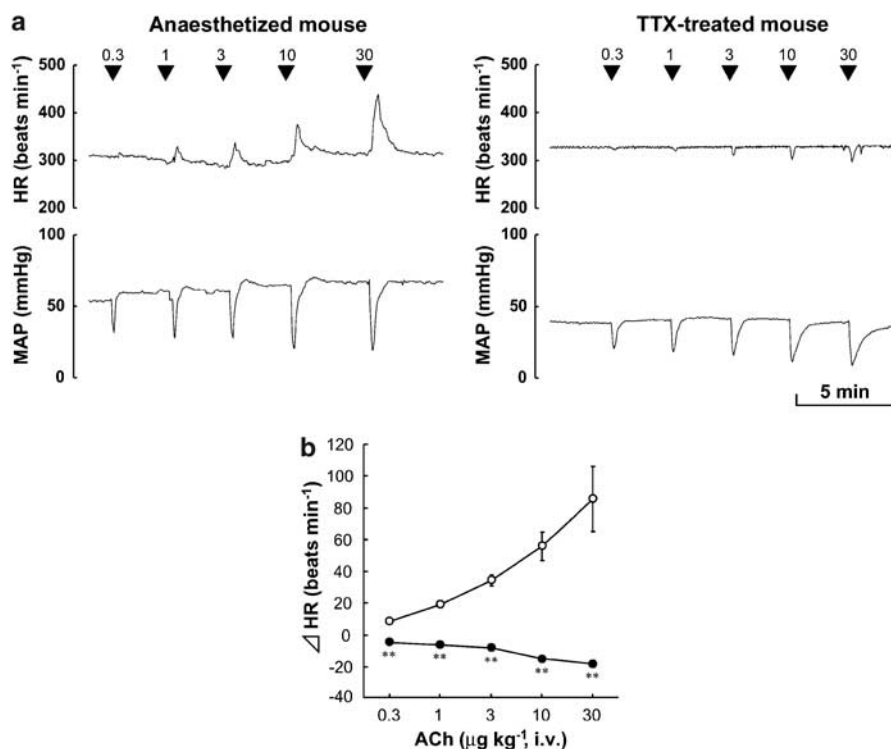 a
Anaesthetized mouse
TTX-treated mouse
0.3 1 3 10 30
0.3 1 3 10 30
HR (beats min⁻¹)
500
400
300
200
HR (beats min⁻¹)
500
400
300
200
MAP (mmHg)
100
50
0
MAP (mmHg)
100
50
0
5 min
b
⊿ HR (beats min⁻¹)
120
100
80
60
40
20
0
-20
-40
** ** ** ** **
0.3 1 3 10 30
ACh (μg kg⁻¹, i.v.)